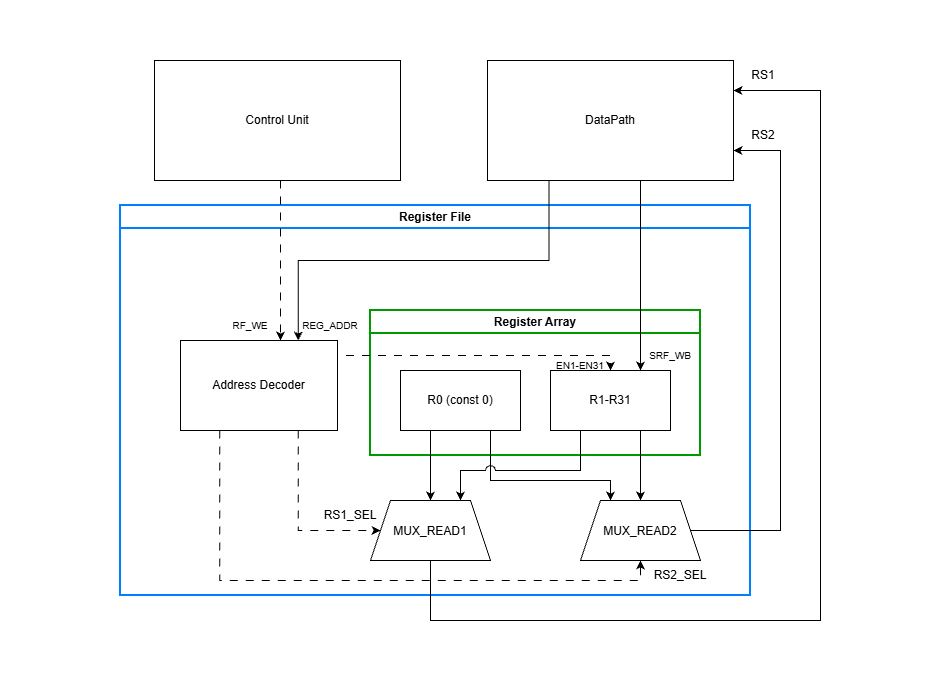 RS1
Control Unit
DataPath
RS2
Register File
Register Array
RF_WE
REG_ADDR
SRF_WB
EN1-EN31
Address Decoder
R0 (const 0)
R1-R31
RS1_SEL
MUX_READ1
MUX_READ2
RS2_SEL